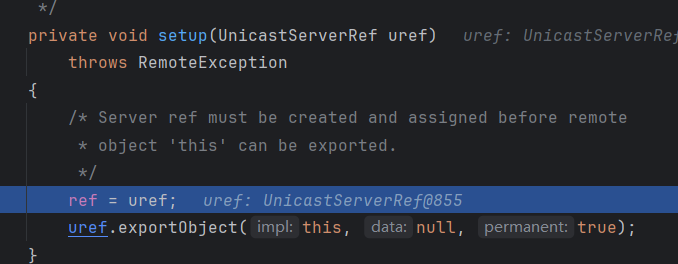 */
private void setup(UnicastServerRef uref)   uref: UnicastServerRef
throws RemoteException
{
/* Server ref must be created and assigned before remote
* object 'this' can be exported.
*/
ref = uref;   uref: UnicastServerRef@855
uref.exportObject( impl: this, data: null, permanent: true);
}